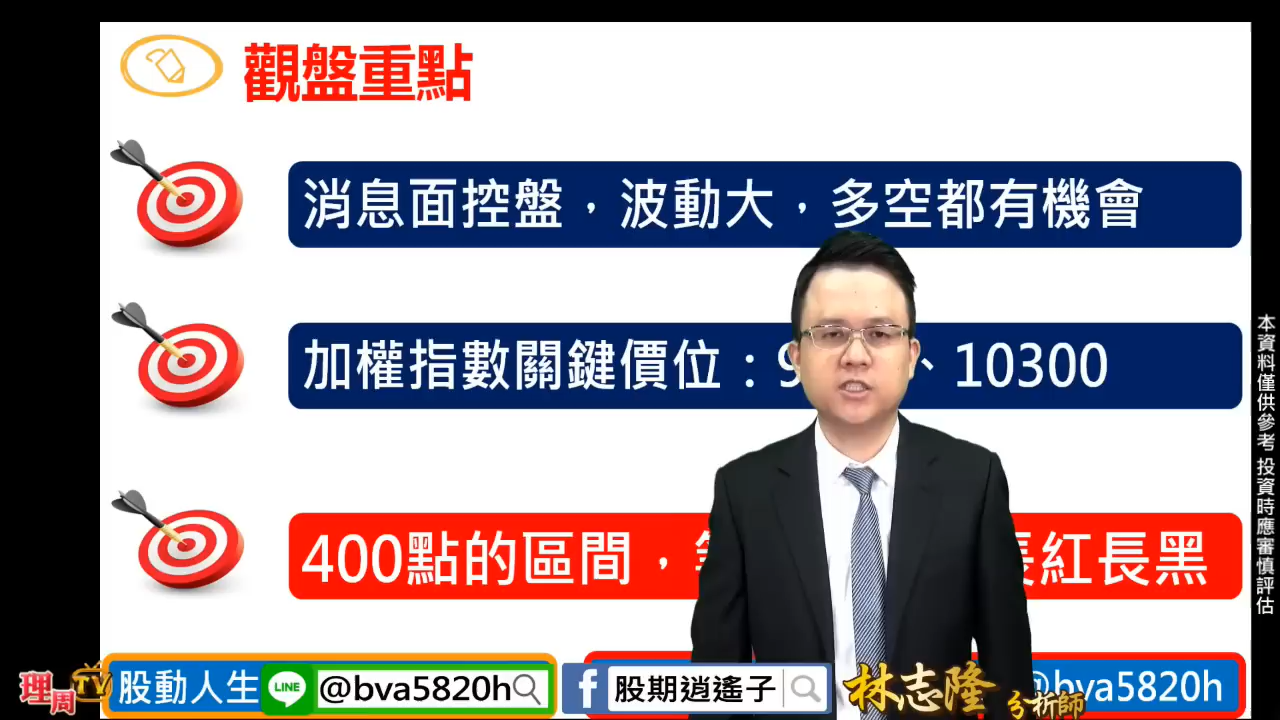 觀盤重點
消息面控盤，波動大，多空都有機會
加權指數關鍵價位：9、10300
400點的區間，長紅長黑
本資料僅供參考 投資時應審慎評估
理周TV
股動人生 LINE @bva5820h
f 股期逍遙子
林志隆 分析師
@bva5820h